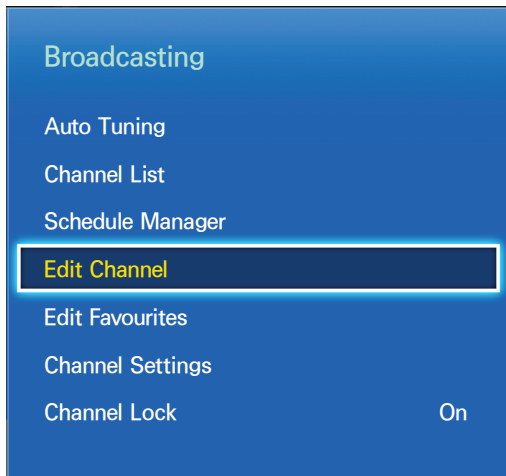 Broadcasting
Auto Tuning
Channel List
Schedule Manager
Edit Channel
Edit Favourites
Channel Settings
Channel Lock On